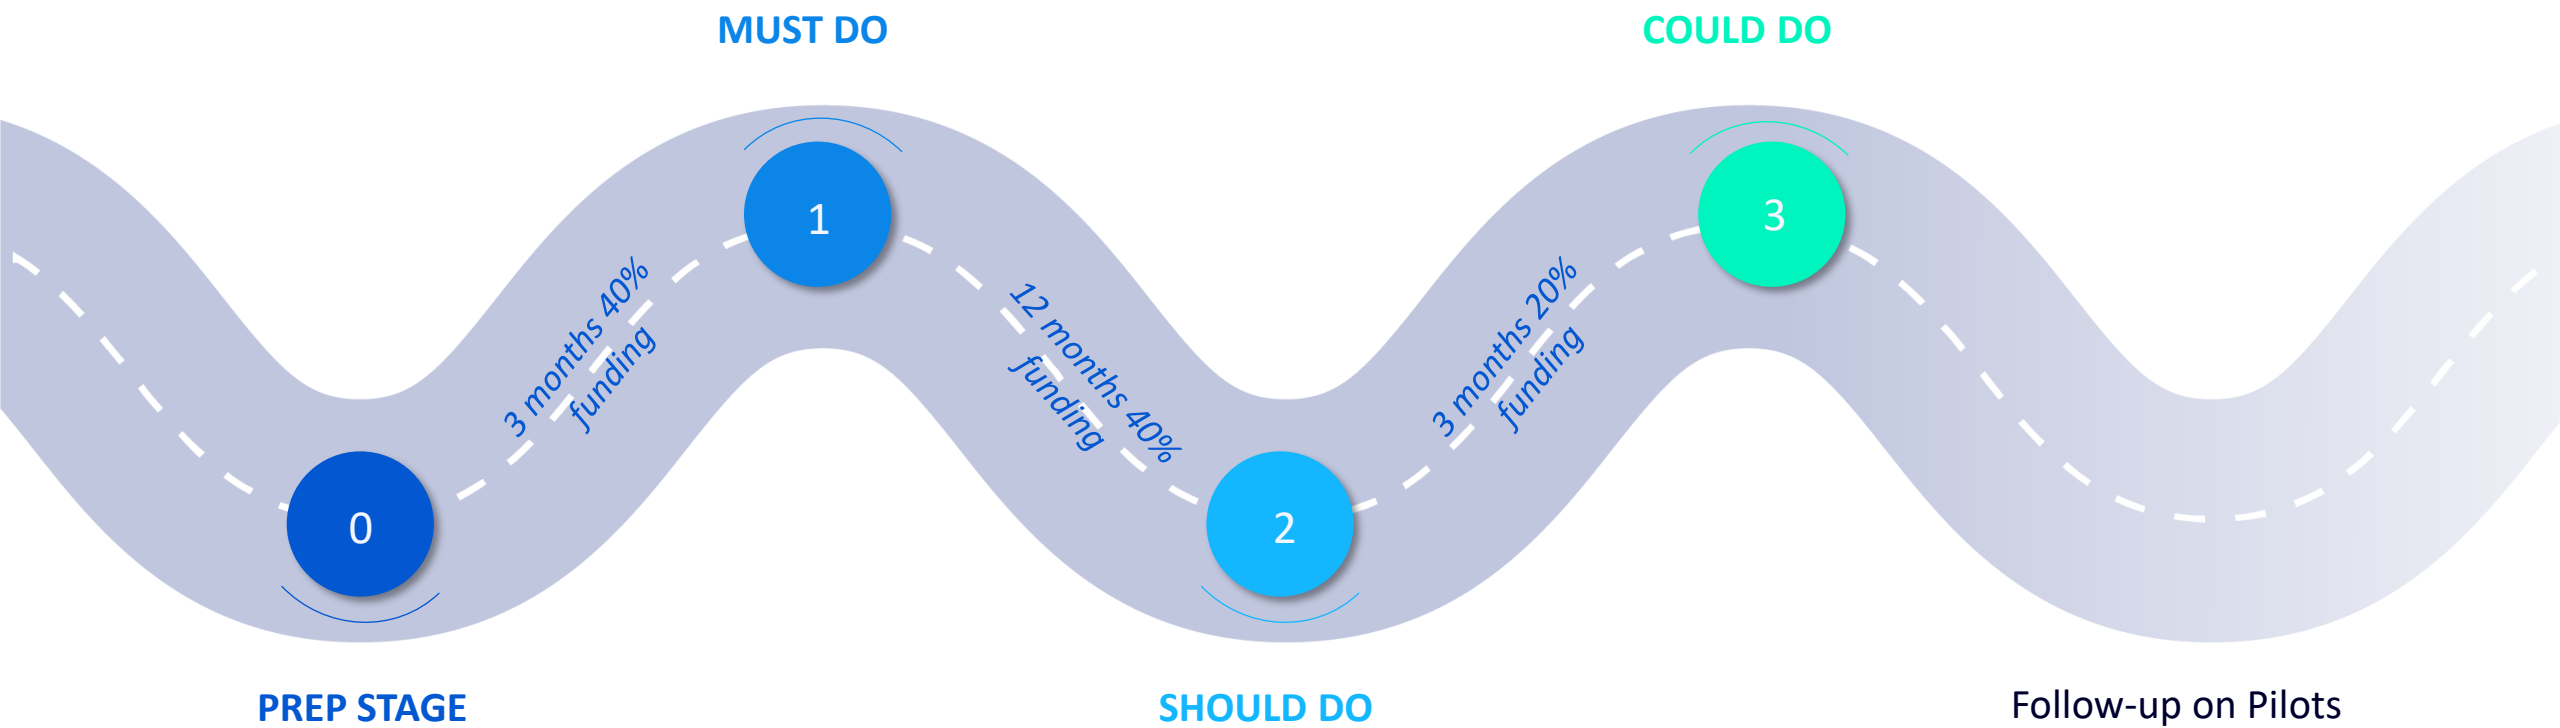 MUST DO
COULD DO
1
3
3 months 40%
funding
12 months 40%
funding
3 months 20%
funding
0
2
PREP STAGE
SHOULD DO
Follow-up on Pilots